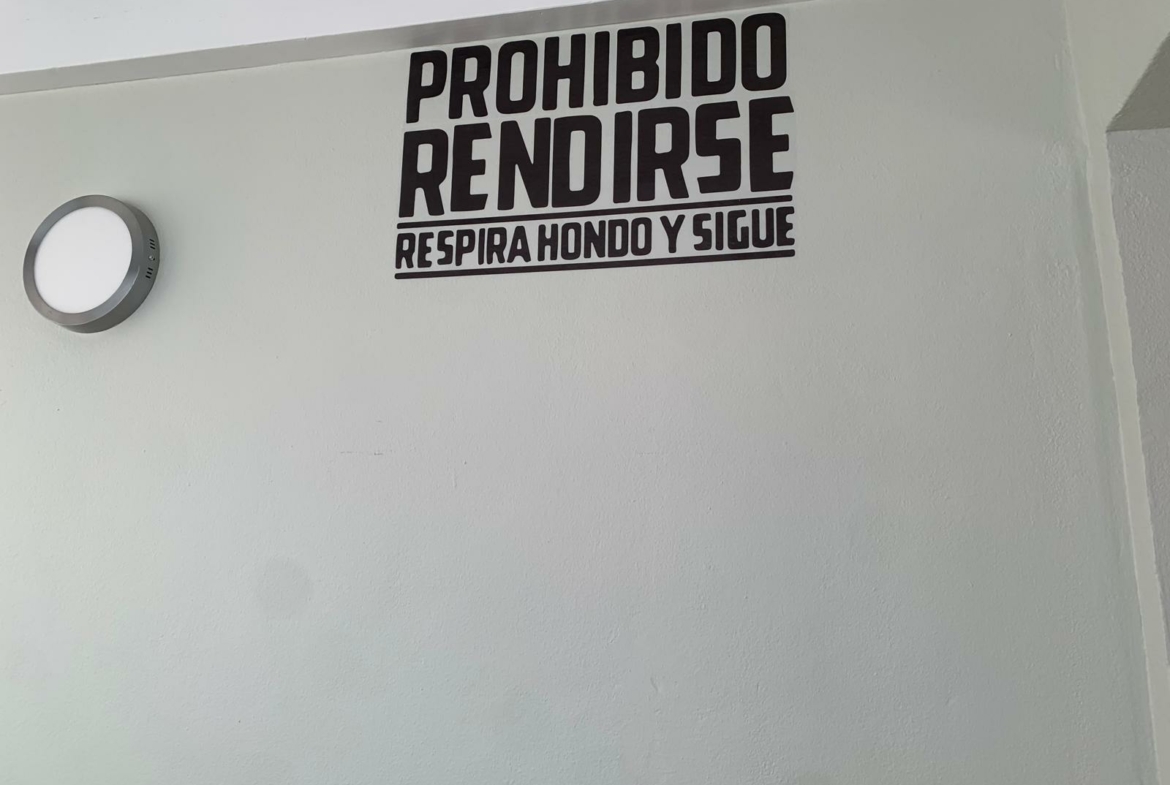 PROHIBIDO
RENDIRSE
RESPIRA HONDO Y SIGUE